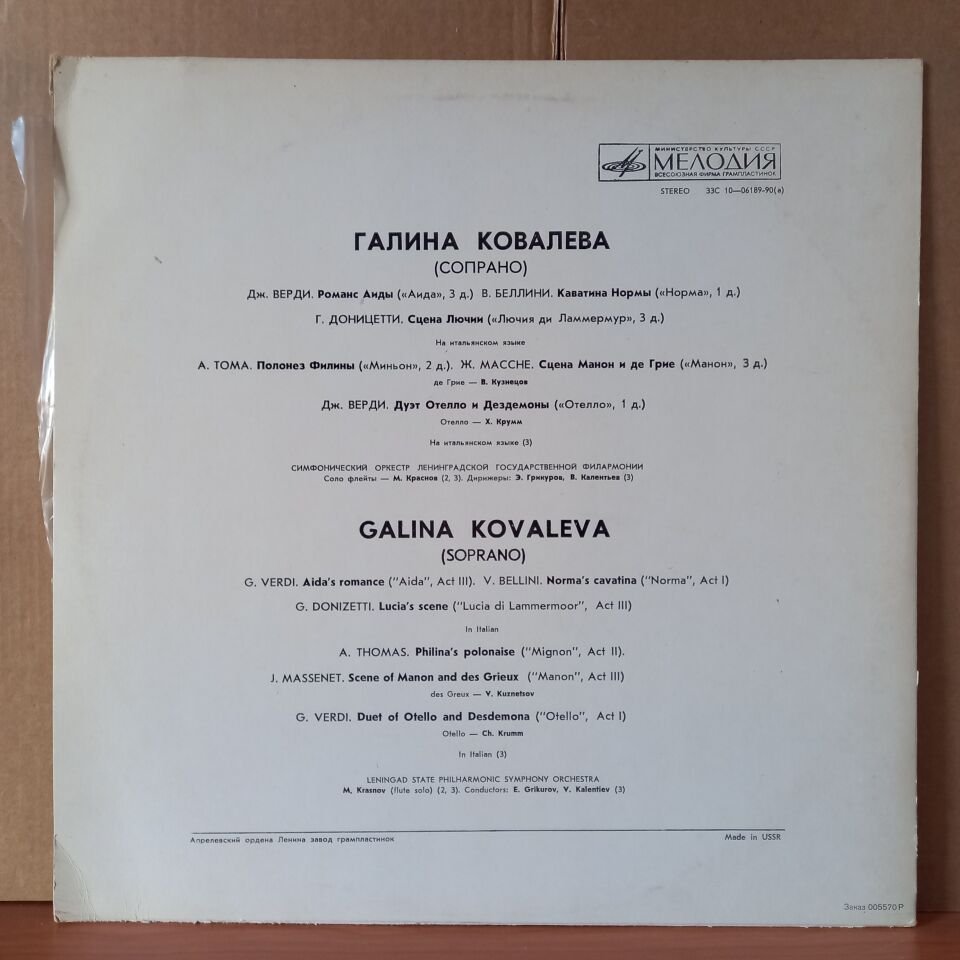 МИНИСТЕРСТВО КУЛЬТУРЫ СССР
МЕЛОДИЯ
ВСЕСОЮЗНАЯ ФИРМА ГРАМПЛАСТИНОК
STEREO 33С 10—06189-90(а)
ГАЛИНА КОВАЛЕВА
(СОПРАНО)
Дж. ВЕРДИ. Романс Аиды («Аида», 3 д.) В. БЕЛЛИНИ. Каватина Нормы («Норма», 1 д.)
Г. ДОНИЦЕТТИ. Сцена Лючии («Лючия ди Ламмермур», 3 д.)
На итальянском языке
А. ТОМА. Полонез Филины («Миньон», 2 д.). Ж. МАССНЕ. Сцена Манон и де Грие («Манон», 3 д.)
де Грие — В. Кузнецов
Дж. ВЕРДИ. Дуэт Отелло и Дездемоны («Отелло», 1 д.)
Отелло — Х. Крумм
На итальянском языке (3)
СИМФОНИЧЕСКИЙ ОРКЕСТР ЛЕНИНГРАДСКОЙ ГОСУДАРСТВЕННОЙ ФИЛАРМОНИИ
Соло флейты — М. Краснов (2, 3). Дирижеры: Э. Грикуров, В. Калентьев (3)
GALINA KOVALEVA
(SOPRANO)
G. VERDI. Aida's romance ("Aida", Act III). V. BELLINI. Norma's cavatina ("Norma", Act I)
G. DONIZETTI. Lucia's scene ("Lucia di Lammermoor", Act III)
In Italian
A. THOMAS. Philina's polonaise ("Mignon", Act II).
J. MASSENET. Scene of Manon and des Grieux ("Manon", Act III)
des Greux — V. Kuznetsov
G. VERDI. Duet of Otello and Desdemona ("Otello", Act I)
Otello — Ch. Krumm
In Italian (3)
LENINGAD STATE PHILHARMONIC SYMPHONY ORCHESTRA
M, Krasnov (flute solo) (2, 3). Conductors: E. Grikurov, V. Kalentiev (3)
Апрелевский ордена Ленина завод грампластинок Made in USSR
Заказ 005570 Р